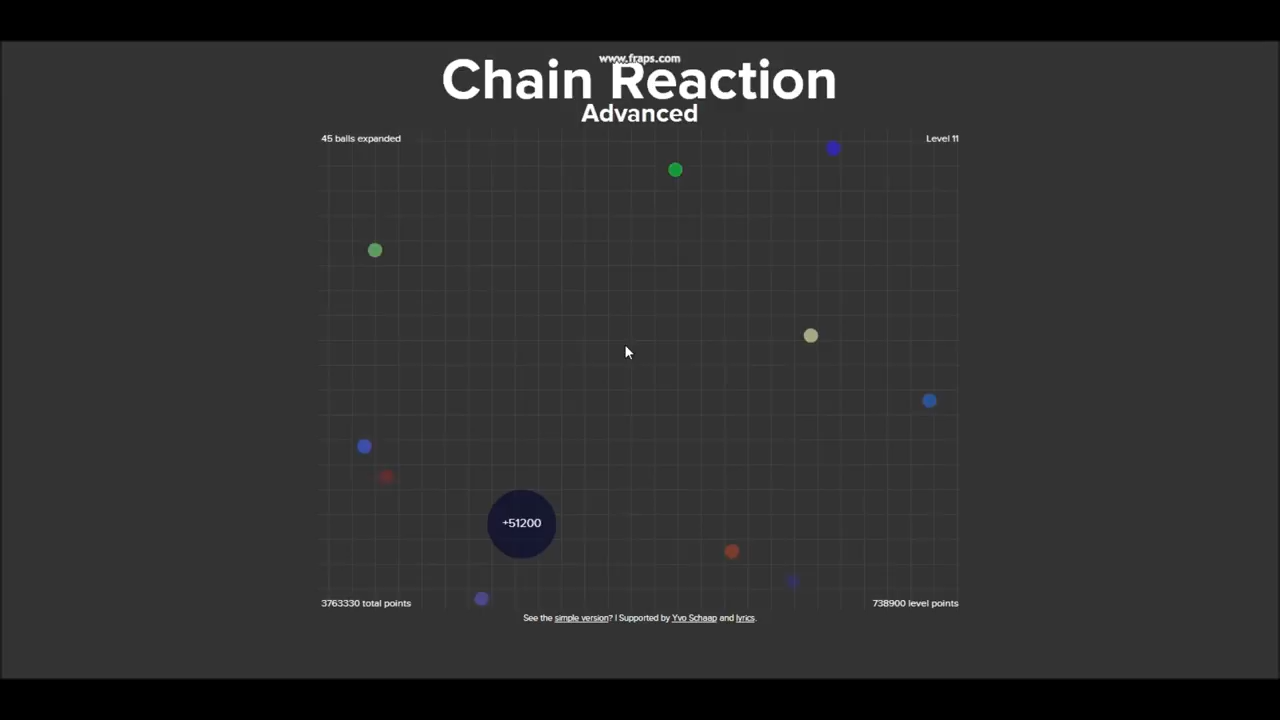 www.fraps.com
Chain Reaction
Advanced
45 balls expanded
Level 11
+51200
3763330 total points
738900 level points
See the simple version? | Supported by Yvo Schaap and lyrics.